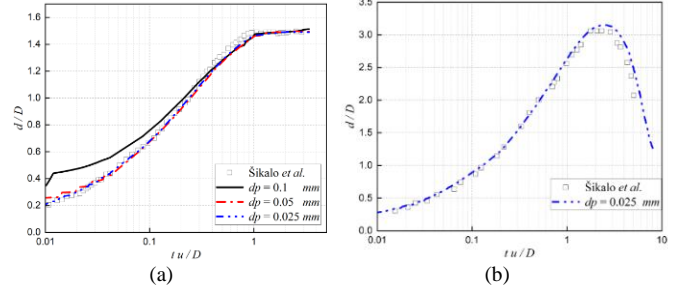 1.6
1.4
1.2
1.0
0.8
0.6
0.4
0.2
0.0
d / D
0.01
0.1
1
t u / D
Šikalo et al.
dp = 0.1 mm
dp = 0.05 mm
dp = 0.025 mm
(a)
3.5
3.0
2.5
2.0
1.5
1.0
0.5
0.0
d / D
0.01
0.1
1
10
t u / D
Šikalo et al.
dp = 0.025 mm
(b)